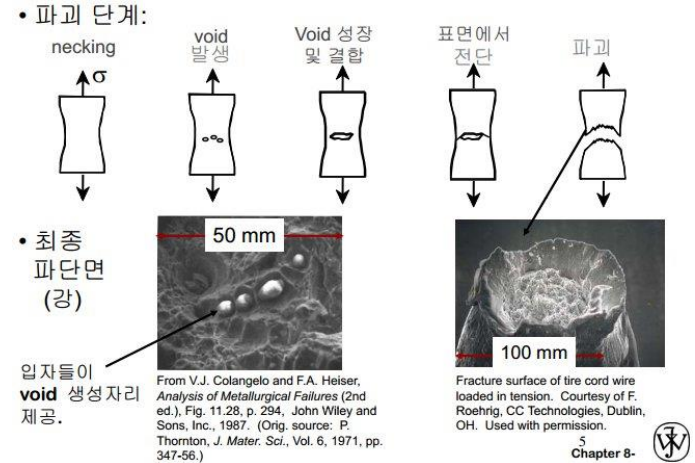 • 파괴 단계:
necking
void
발생
Void 성장
및 결합
표면에서
전단
파괴
σ
• 최종
파단면
(강)
50 mm
100 mm
입자들이
void 생성자리
제공.
From V.J. Colangelo and F.A. Heiser,
Analysis of Metallurgical Failures (2nd
ed.), Fig. 11.28, p. 294, John Wiley and
Sons, Inc., 1987. (Orig. source: P.
Thornton, J. Mater. Sci., Vol. 6, 1971, pp.
347-56.)
Fracture surface of tire cord wire
loaded in tension. Courtesy of F.
Roehrig, CC Technologies, Dublin,
OH. Used with permission.
5
Chapter 8-